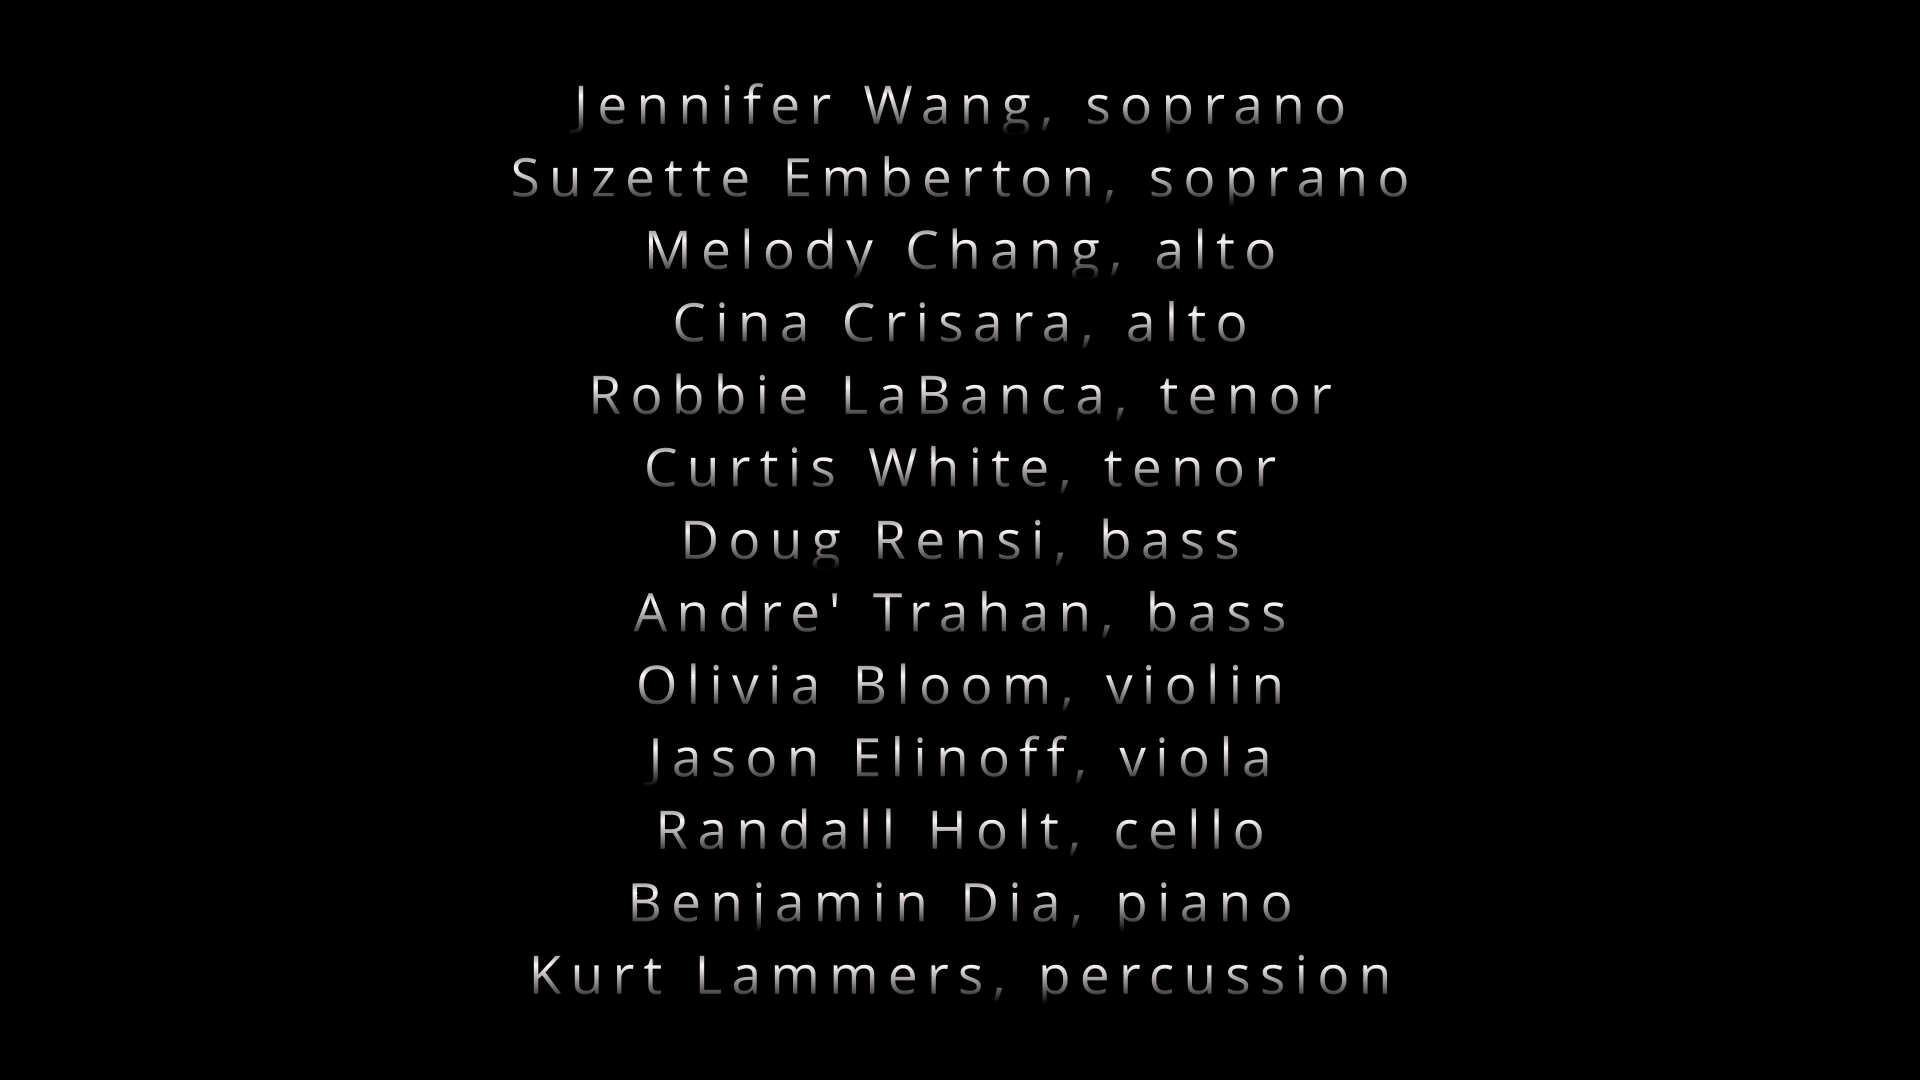 Jennifer Wang, soprano
Suzette Emberton, soprano
Melody Chang, alto
Cina Crisara, alto
Robbie LaBanca, tenor
Curtis White, tenor
Doug Rensi, bass
Andre' Trahan, bass
Olivia Bloom, violin
Jason Elinoff, viola
Randall Holt, cello
Benjamin Dia, piano
Kurt Lammers, percussion